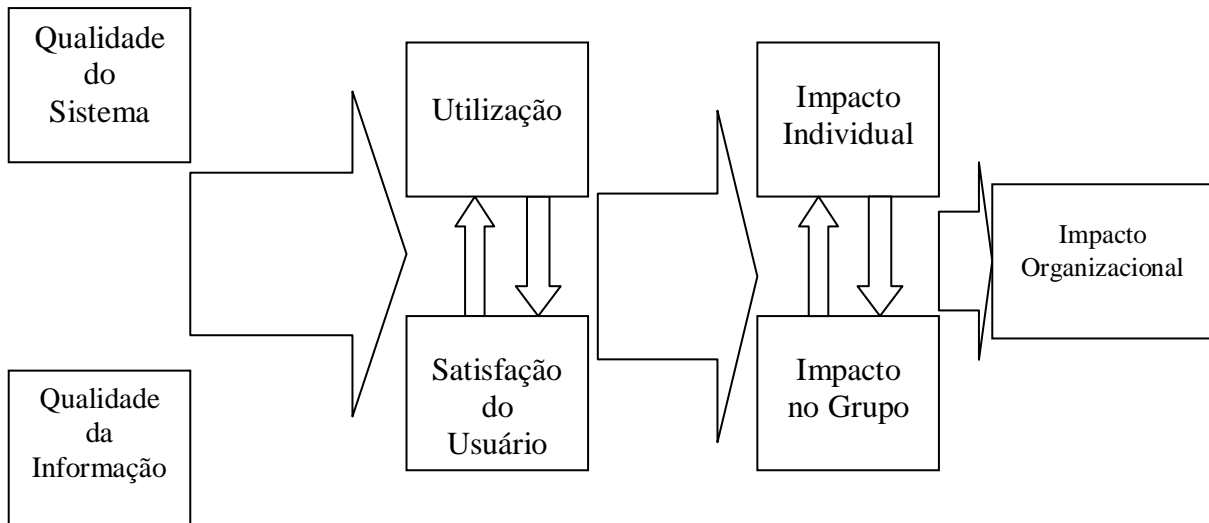 Qualidade
do
Sistema
Qualidade
da
Informação
Utilização
Satisfação
do
Usuário
Impacto
Individual
Impacto
no Grupo
Impacto
Organizacional